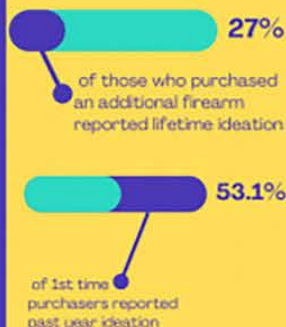 27%
of those who purchased
an additional firearm
reported lifetime ideation
53.1%
of 1st time
purchasers reported
past year ideation